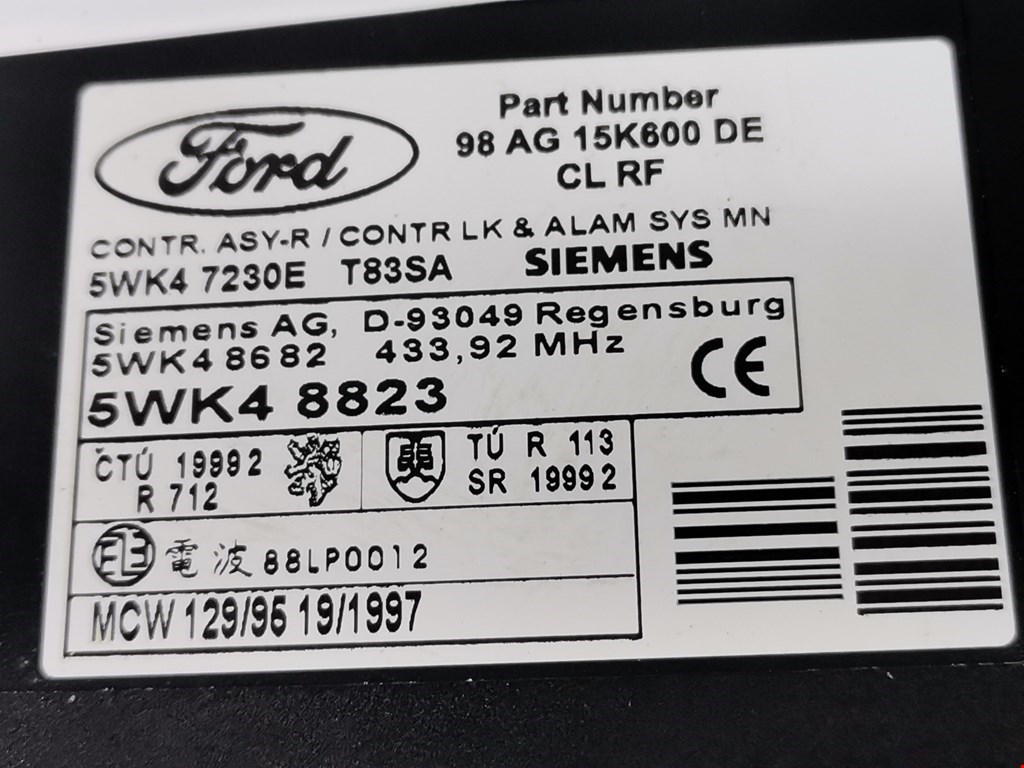 Ford
Part Number
98 AG 15K600 DE
CL RF
CONTR. ASY-R / CONTR LK & ALAM SYS MN
5WK4 7230E T83SA SIEMENS
Siemens AG, D-93049 Regensburg
5WK4 8682 433,92 MHz
5WK4 8823 CE
ČTÚ 19992
R 712
TÚ R 113
SR 19992
電 波 88LP0012
MCW 129/95 19/1997